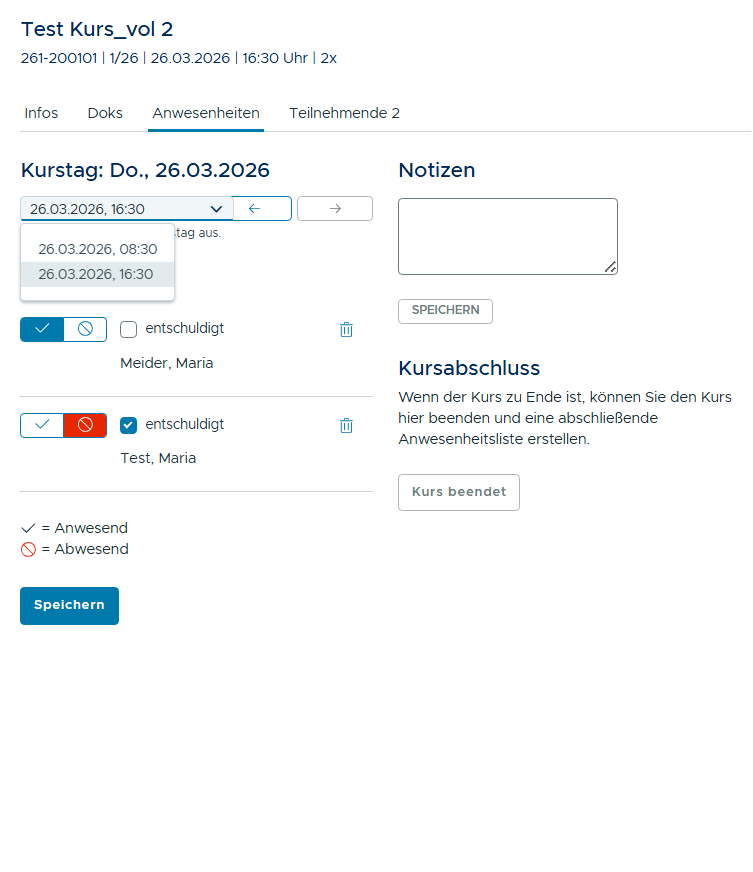 Test Kurs_vol 2
261-200101 | 1/26 | 26.03.2026 | 16:30 Uhr | 2x
Infos Doks Anwesenheiten Teilnehmende 2
Kurstag: Do., 26.03.2026
26.03.2026, 16:30
stag aus.
26.03.2026, 08:30
26.03.2026, 16:30
entschuldigt
Meider, Maria
entschuldigt
Test, Maria
= Anwesend
= Abwesend
Speichern
Notizen
SPEICHERN
Kursabschluss
Wenn der Kurs zu Ende ist, können Sie den Kurs
hier beenden und eine abschließende
Anwesenheitsliste erstellen.
Kurs beendet